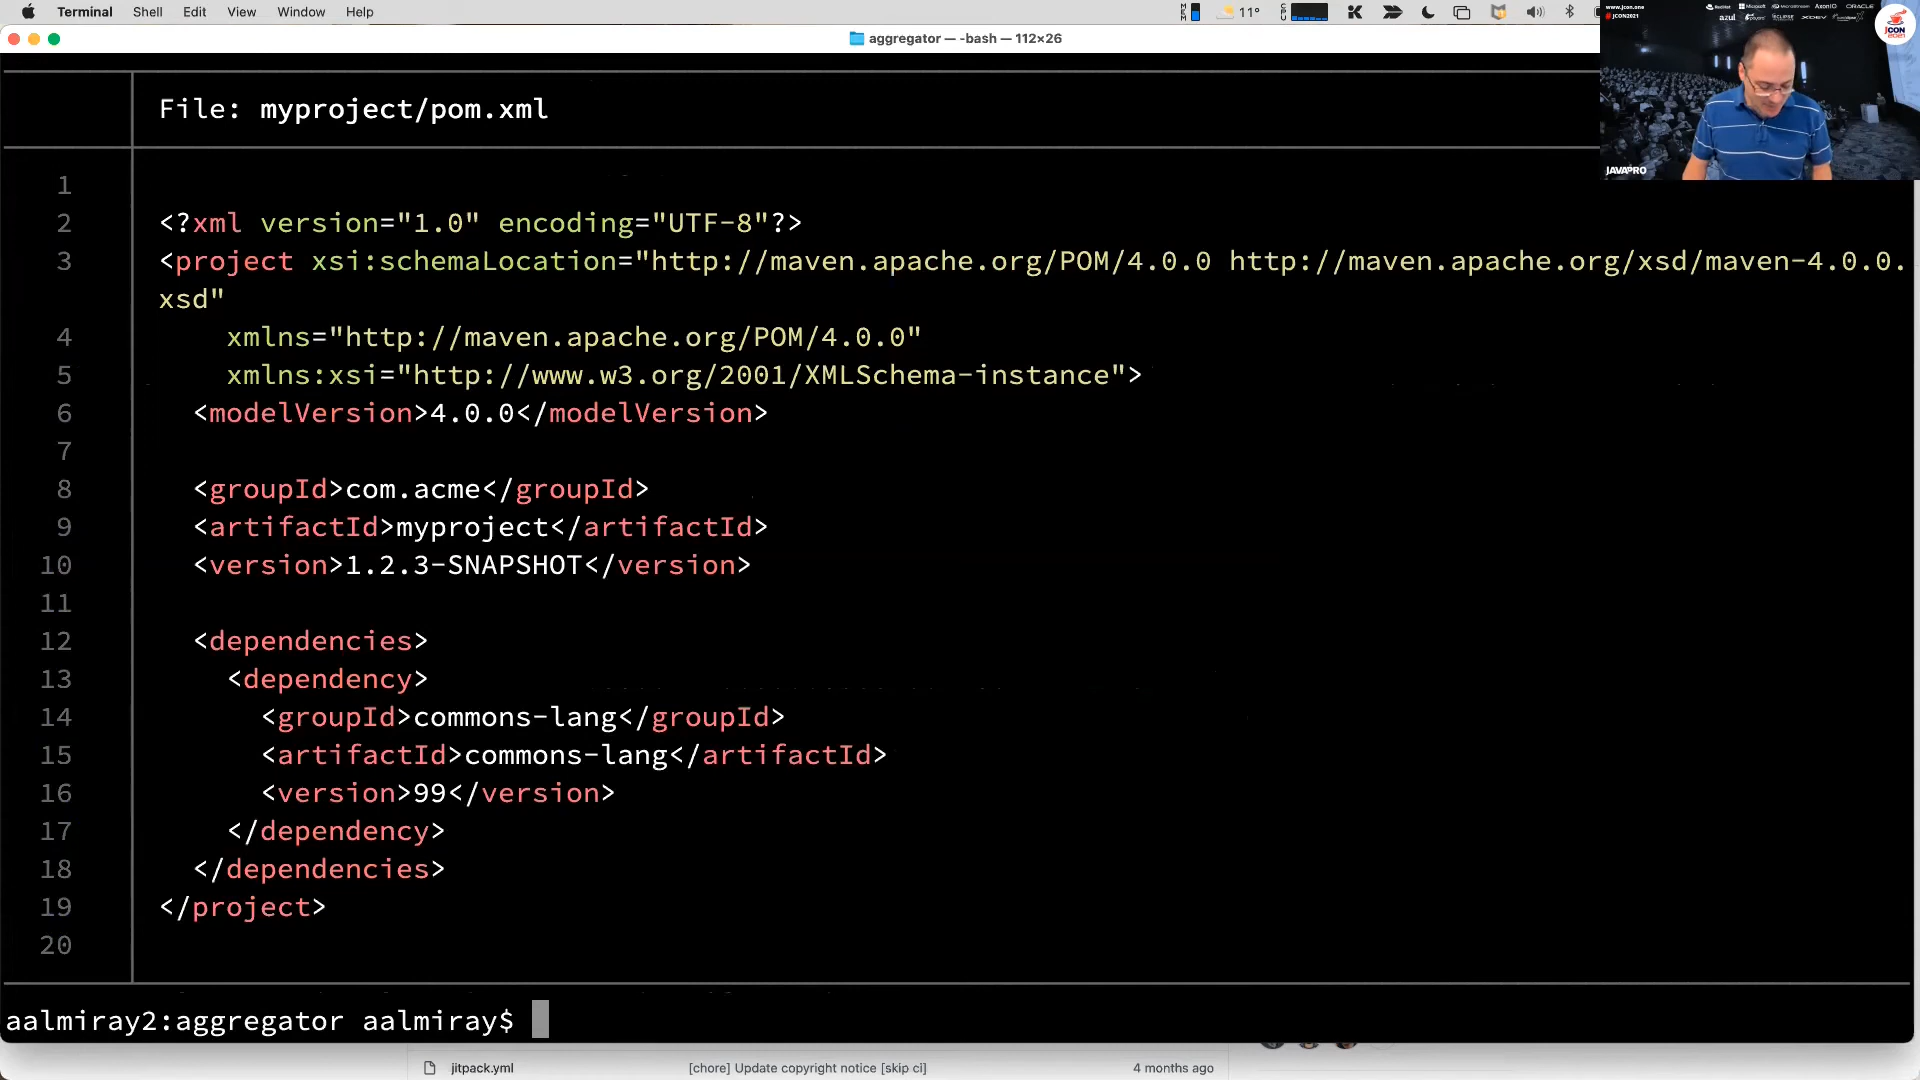 Terminal Shell Edit View Window Help
11°
aggregator — -bash — 112×26
www.jcon.one
#JCON2021
azul
ORACLE
JAVAPRO
File: myproject/pom.xml
1
2 <?xml version="1.0" encoding="UTF-8"?>
3 <project xsi:schemaLocation="http://maven.apache.org/POM/4.0.0 http://maven.apache.org/xsd/maven-4.0.0.
xsd"
4 xmlns="http://maven.apache.org/POM/4.0.0"
5 xmlns:xsi="http://www.w3.org/2001/XMLSchema-instance">
6 <modelVersion>4.0.0</modelVersion>
7
8 <groupId>com.acme</groupId>
9 <artifactId>myproject</artifactId>
10 <version>1.2.3-SNAPSHOT</version>
11
12 <dependencies>
13 <dependency>
14 <groupId>commons-lang</groupId>
15 <artifactId>commons-lang</artifactId>
16 <version>99</version>
17 </dependency>
18 </dependencies>
19 </project>
20
aalmiray2:aggregator aalmiray$
jitpack.yml [chore] Update copyright notice [skip ci] 4 months ago